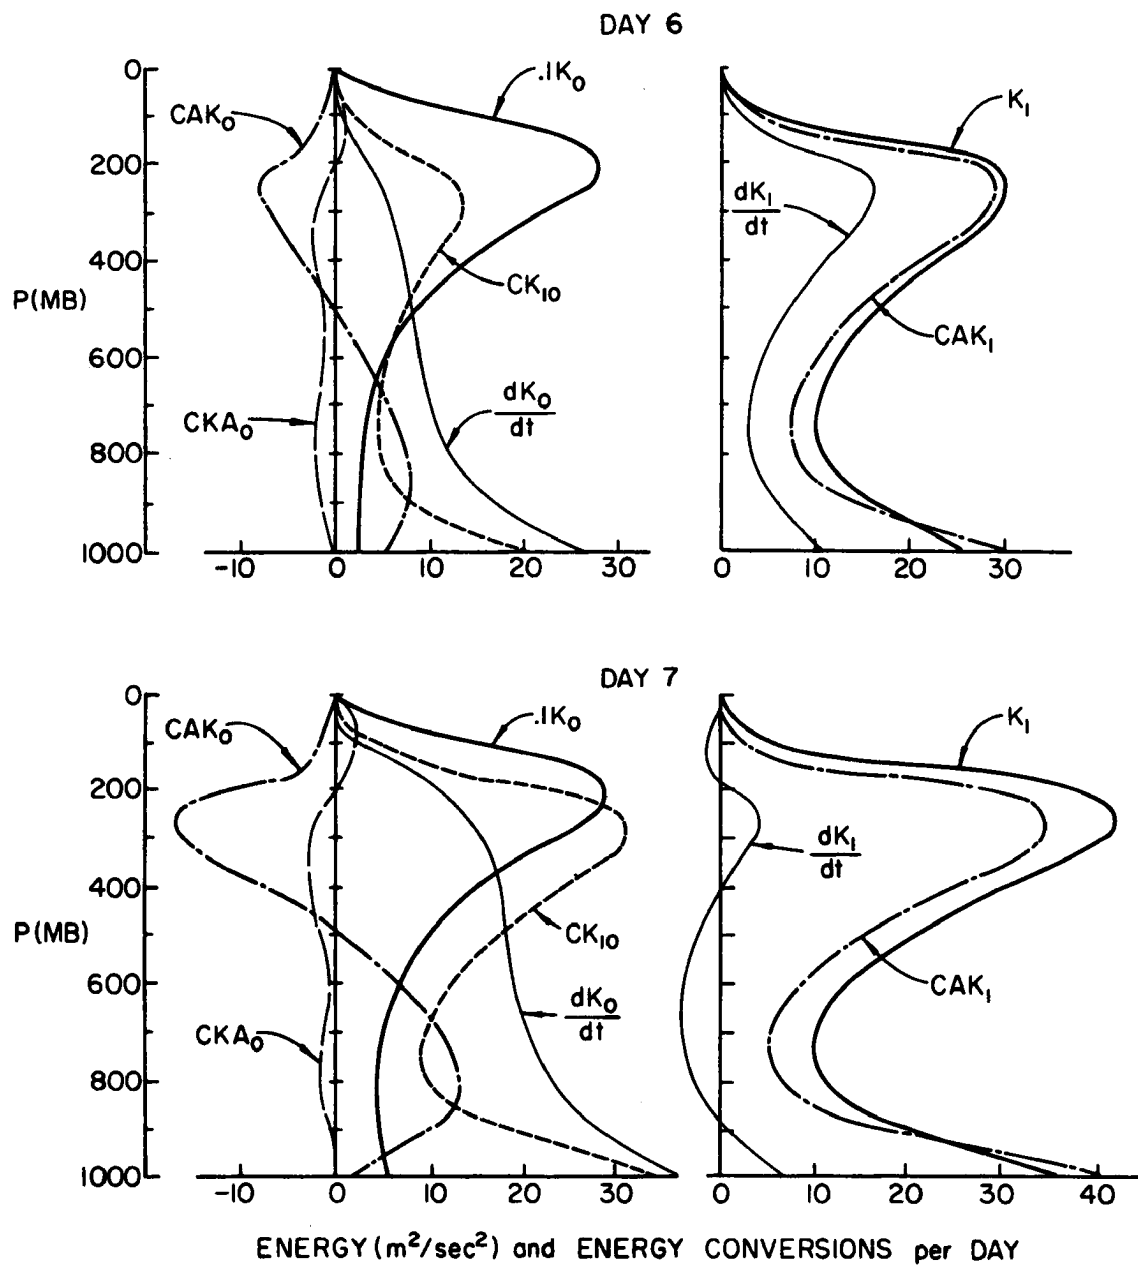 DAY 6
0
200
400
P(MB)
600
800
1000
CAK₀
.1K₀
CK₁₀
CKA₀
dK₀
dt
-10 0 10 20 30
K₁
dK₁
dt
CAK₁
0 10 20 30
DAY 7
0
200
400
P(MB)
600
800
1000
CAK₀
.1K₀
CK₁₀
CKA₀
dK₀
dt
-10 0 10 20 30
K₁
dK₁
dt
CAK₁
0 10 20 30 40
ENERGY (m²/sec²) and ENERGY CONVERSIONS per DAY